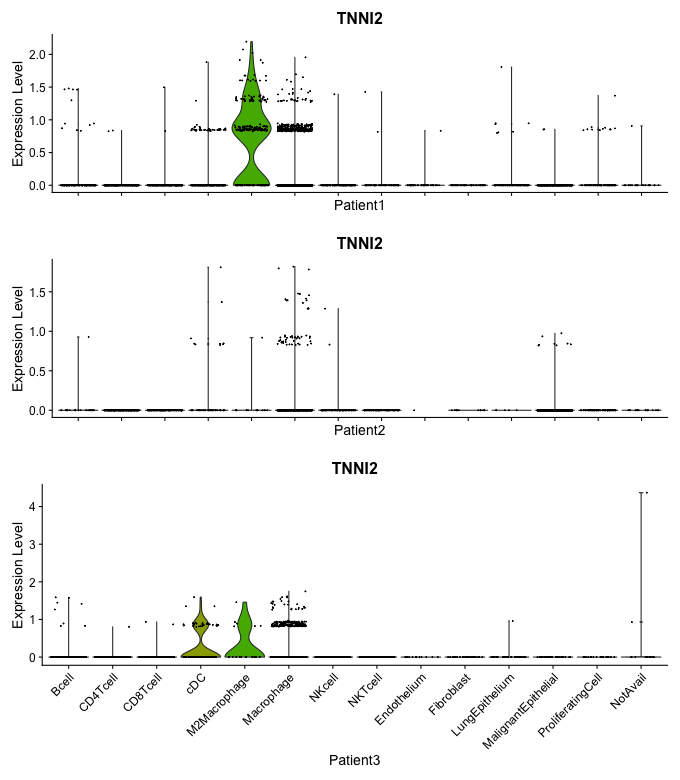 TNNI2
Expression Level
2.0
1.5
1.0
0.5
0.0
Patient1
TNNI2
Expression Level
1.5
1.0
0.5
0.0
Patient2
TNNI2
Expression Level
4
3
2
1
0
Bcell
CD4Tcell
CD8Tcell
cDC
M2Macrophage
Macrophage
NKcell
NKTcell
Endothelium
Fibroblast
LungEpithelium
MalignantEpithelial
ProliferatingCell
NotAvail
Patient3